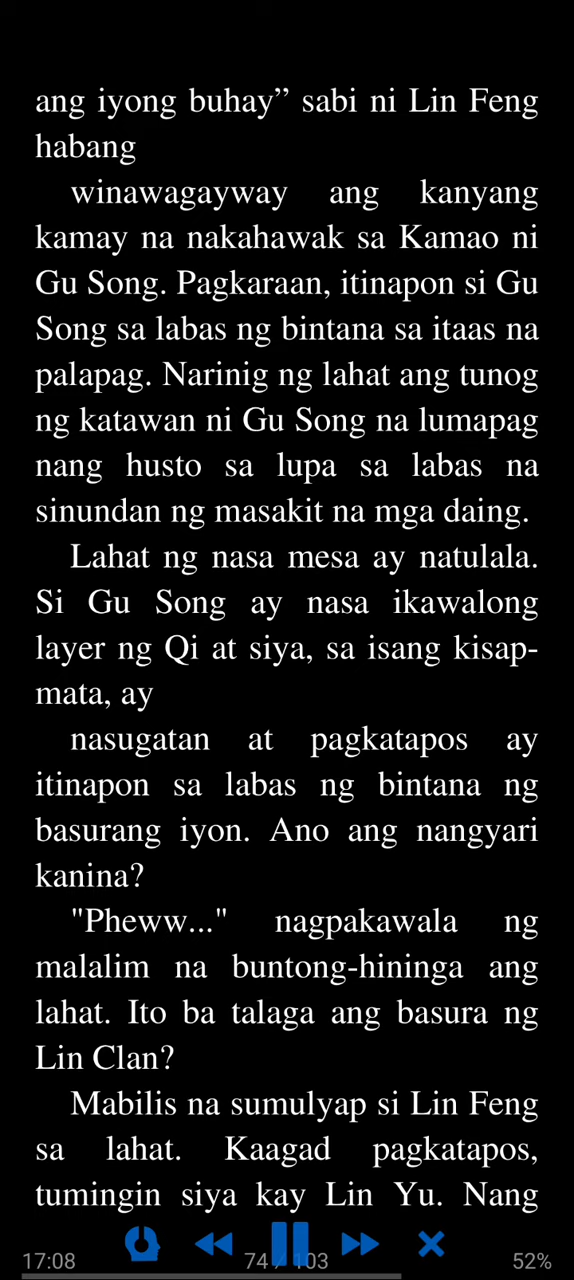 ang iyong buhay” sabi ni Lin Feng
habang
winawagayway ang kanyang
kamay na nakahawak sa Kamao ni
Gu Song. Pagkaraan, itinapon si Gu
Song sa labas ng bintana sa itaas na
palapag. Narinig ng lahat ang tunog
ng katawan ni Gu Song na lumapag
nang husto sa lupa sa labas na
sinundan ng masakit na mga daing.
Lahat ng nasa mesa ay natulala.
Si Gu Song ay nasa ikawalong
layer ng Qi at siya, sa isang kisap-
mata, ay
nasugatan at pagkatapos ay
itinapon sa labas ng bintana ng
basurang iyon. Ano ang nangyari
kanina?
"Pheww..." nagpakawala ng
malalim na buntong-hininga ang
lahat. Ito ba talaga ang basura ng
Lin Clan?
Mabilis na sumulyap si Lin Feng
sa lahat. Kaagad pagkatapos,
tumingin siya kay Lin Yu. Nang
17:08 74 / 103 52%